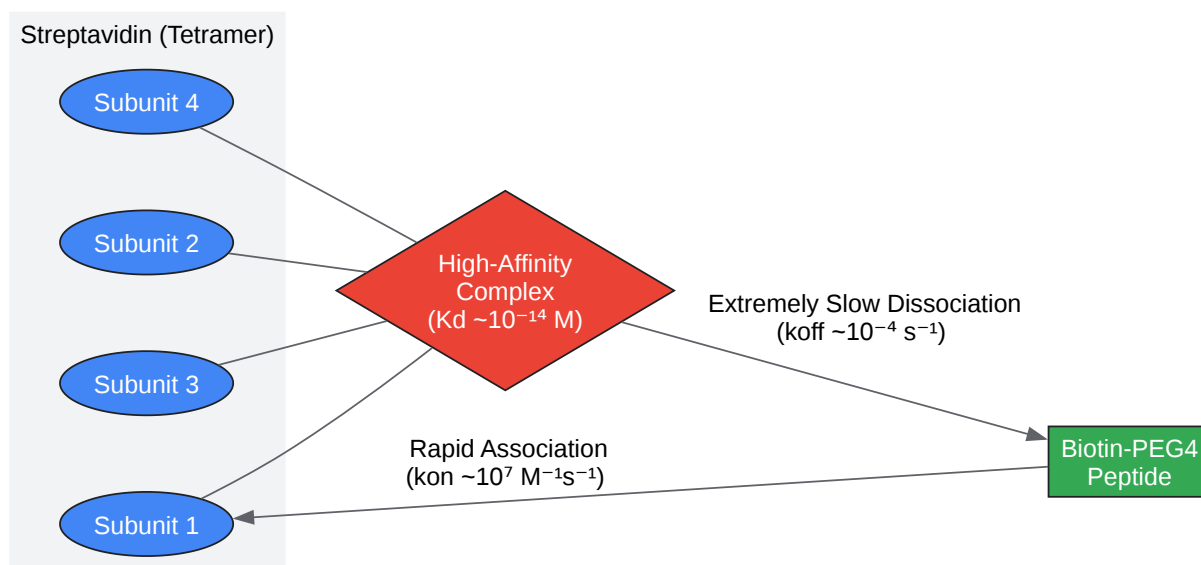 Streptavidin (Tetramer)
Subunit 4
Subunit 2
Subunit 3
Subunit 1
High-Affinity
Complex
(Kd ~10⁻¹⁴ M)
Extremely Slow Dissociation
(koff ~10⁻⁴ s⁻¹)
Rapid Association
(kon ~10⁷ M⁻¹s⁻¹)
Biotin-PEG4
Peptide